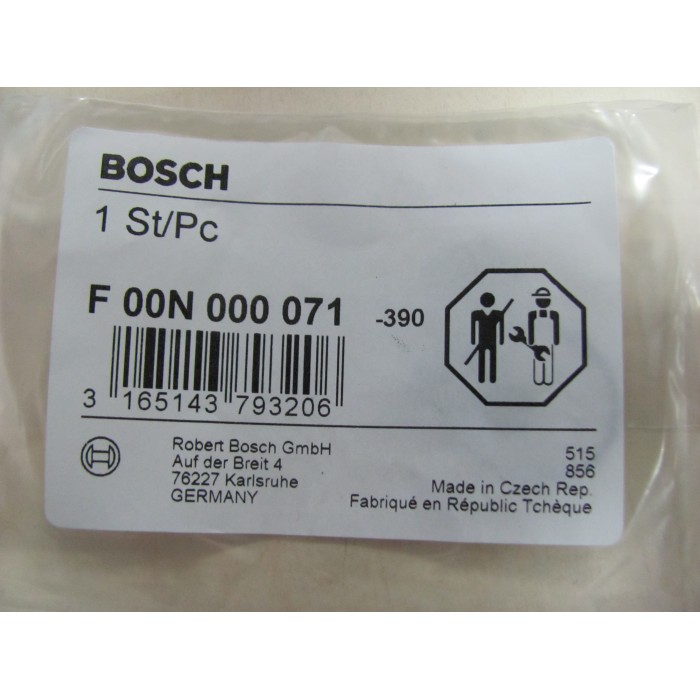 BOSCH
1 St/Pc
F 00N 000 071
-390
3 165143 793206
Robert Bosch GmbH
Auf der Breit 4
76227 Karlsruhe
GERMANY
515
856
Made in Czech Rep.
Fabriqué en Républic Tchèque